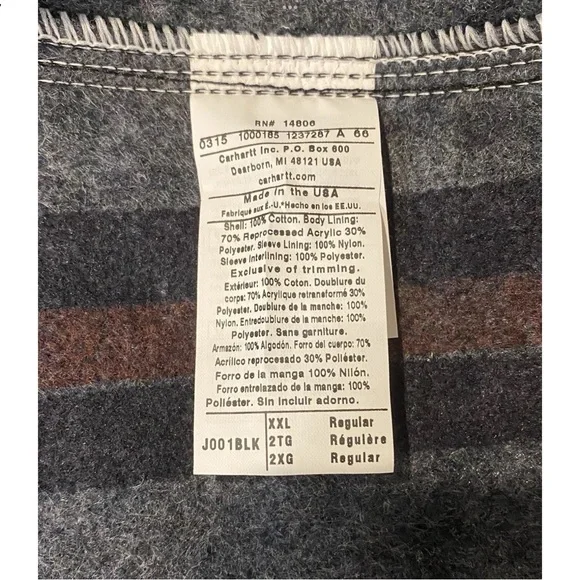 RN# 14806
0315 1000185 1237287 A 66
Carhartt Inc. P.O. Box 600
Dearborn, MI 48121 USA
carhartt.com
Made in the USA
Fabriqué aux É.-U.*Hecho en los EE.UU.
Shell: 100% Cotton. Body Lining:
70% Reprocessed Acrylic 30%
Polyester. Sleeve Lining: 100% Nylon.
Sleeve Interlining: 100% Polyester.
Exclusive of trimming.
Extérieur: 100% Coton. Doublure du
corps: 70% Acrylique retransformé 30%
Polyester. Doublure de la manche: 100%
Nylon. Entredoublure de la manche: 100%
Polyester. Sans garniture.
Armazón: 100% Algodón. Forro del cuerpo: 70%
Acrílico reprocesado 30% Poliéster.
Forro de la manga 100% Nilón.
Forro entrelazado de la manga: 100%
Poliéster. Sin incluir adorno.
XXL Regular
J001BLK 2TG Régulière
2XG Regular